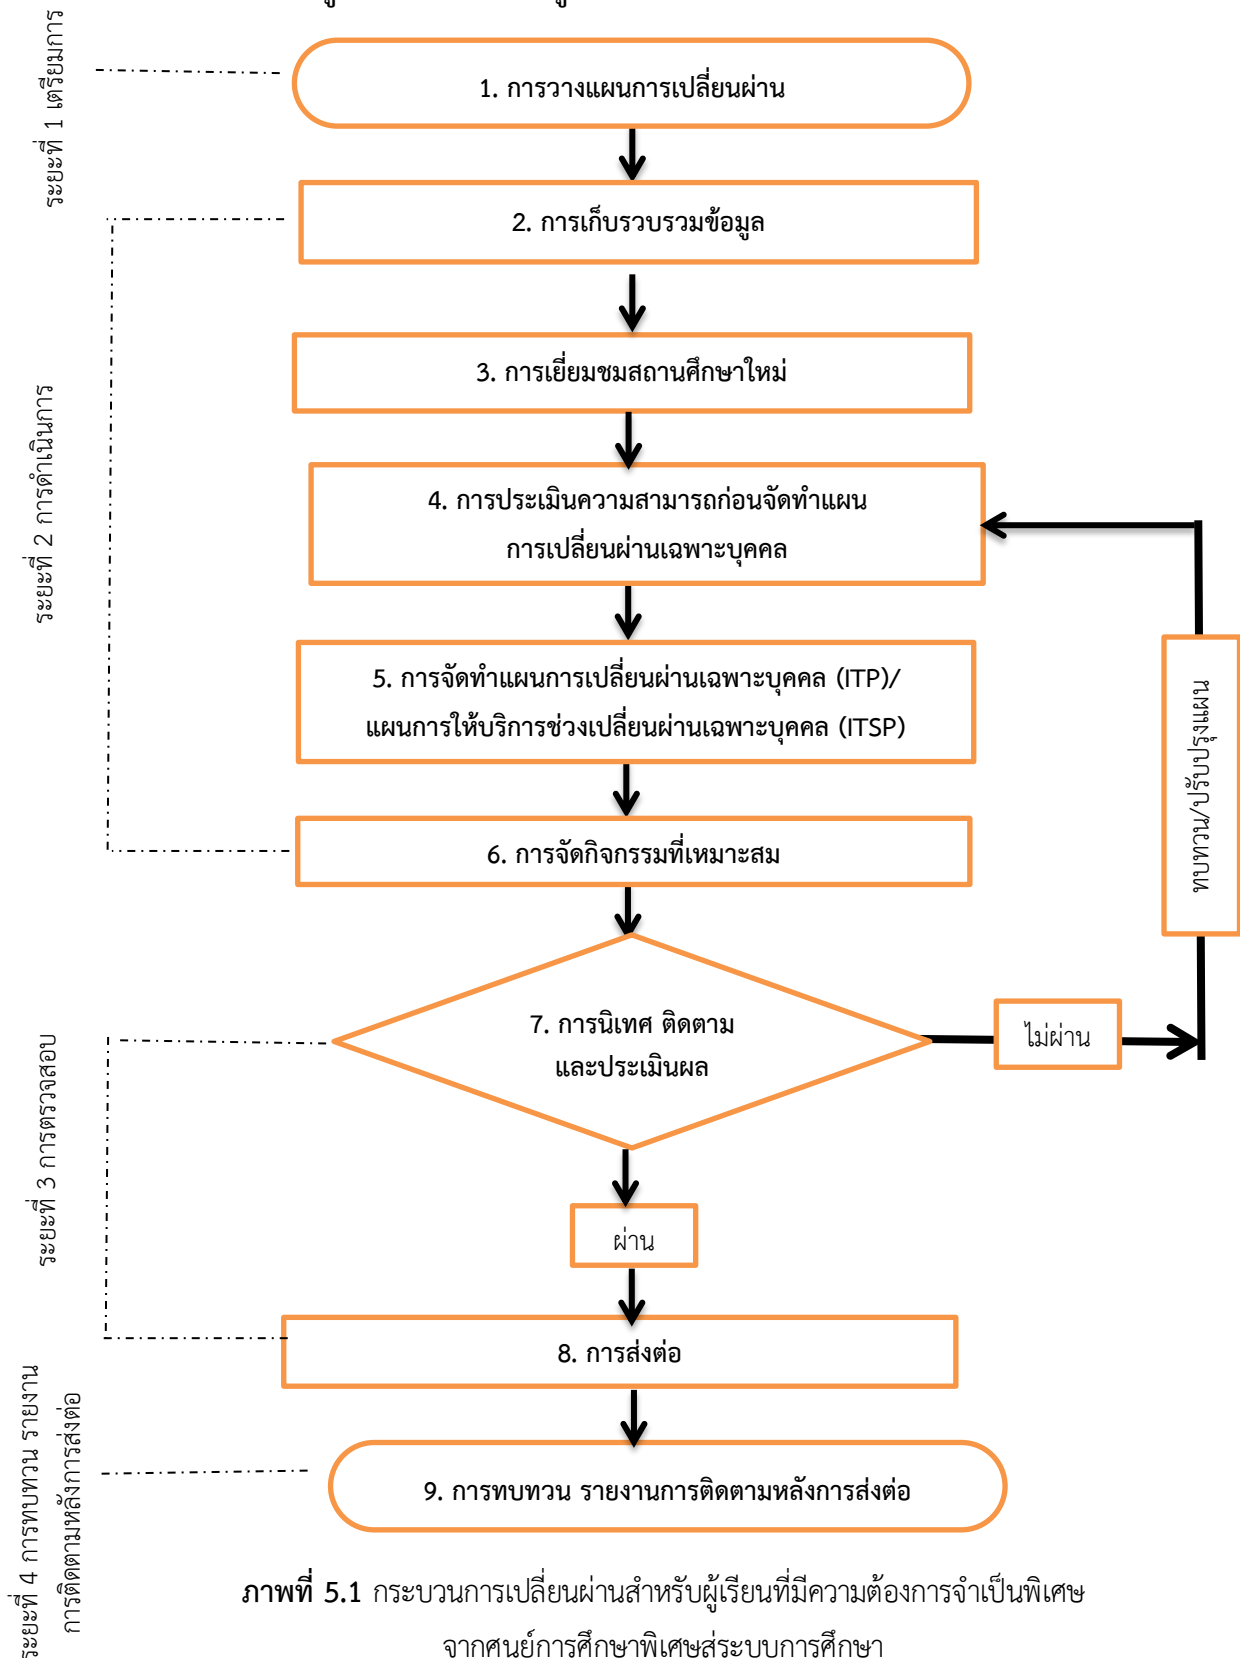 ระยะที่ 1 เตรียมการ
1. การวางแผนการเปลี่ยนผ่าน
2. การเก็บรวบรวมข้อมูล
3. การเยี่ยมชมสถานศึกษาใหม่
ระยะที่ 2 การดำเนินการ
4. การประเมินความสามารถก่อนจัดทำแผน
การเปลี่ยนผ่านเฉพาะบุคคล
5. การจัดทำแผนการเปลี่ยนผ่านเฉพาะบุคคล (ITP)/
แผนการให้บริการช่วงเปลี่ยนผ่านเฉพาะบุคคล (ITSP)
ทบทวน/ปรับปรุงแผน
6. การจัดกิจกรรมที่เหมาะสม
7. การนิเทศ ติดตาม
และประเมินผล
ไม่ผ่าน
ระยะที่ 3 การตรวจสอบ
ผ่าน
8. การส่งต่อ
ระยะที่ 4 การทบทวน รายงาน
การติดตามหลังการส่งต่อ
9. การทบทวน รายงานการติดตามหลังการส่งต่อ
ภาพที่ 5.1 กระบวนการเปลี่ยนผ่านสำหรับผู้เรียนที่มีความต้องการจำเป็นพิเศษ
จากศูนย์การศึกษาพิเศษสู่ระบบการศึกษา